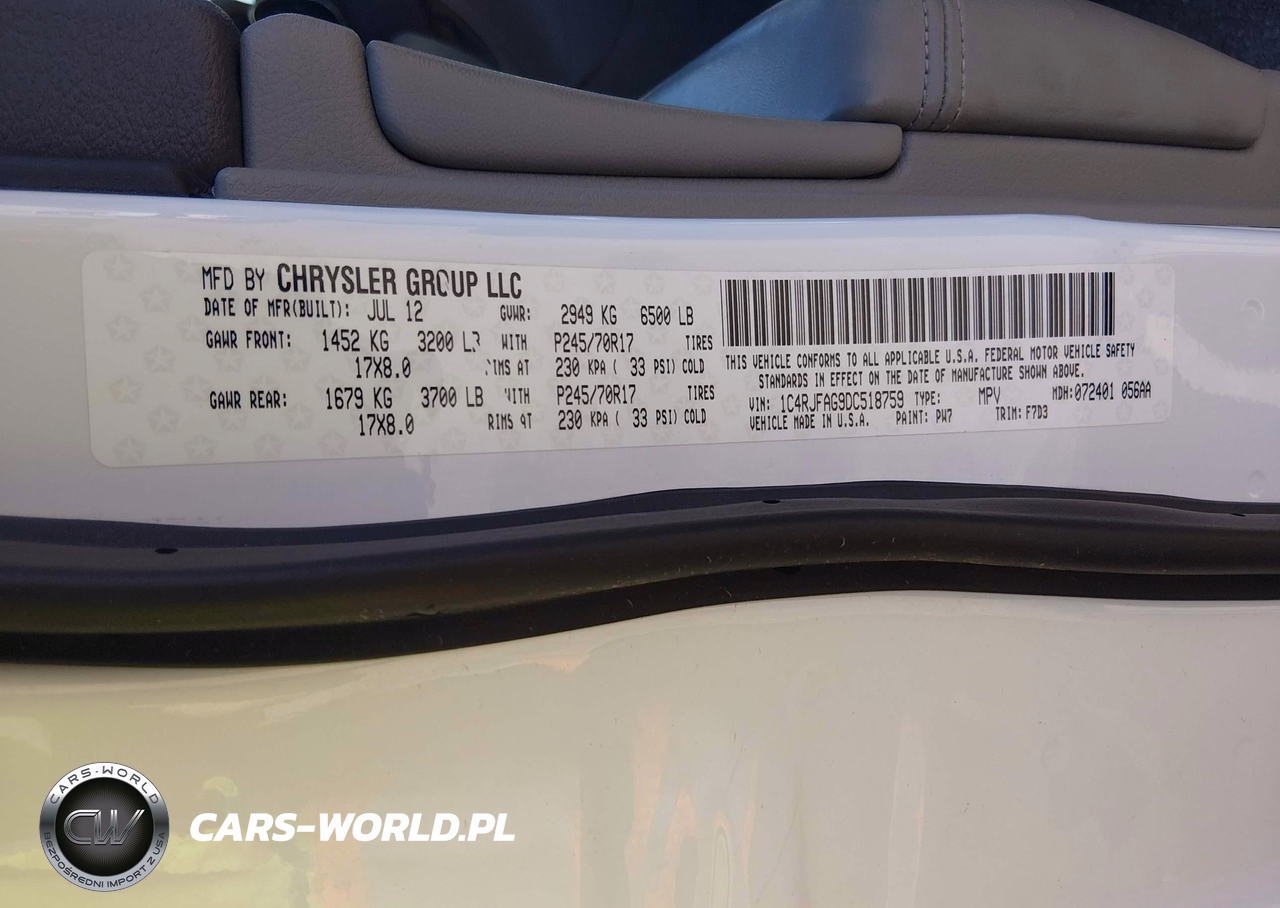 MFD BY CHRYSLER GROUP LLC
DATE OF MFR(BUILT): JUL 12 GVWR: 2949 KG 6500 LB
GAWR FRONT: 1452 KG 3200 LB WITH P245/70R17 TIRES
17X8.0 RIMS AT 230 KPA ( 33 PSI) COLD
GAWR REAR: 1679 KG 3700 LB WITH P245/70R17 TIRES
17X8.0 RIMS AT 230 KPA ( 33 PSI) COLD
THIS VEHICLE CONFORMS TO ALL APPLICABLE U.S.A. FEDERAL MOTOR VEHICLE SAFETY
STANDARDS IN EFFECT ON THE DATE OF MANUFACTURE SHOWN ABOVE.
VIN: 1C4RJFAG9DC518759 TYPE: MPV MDH:072401 056AA
VEHICLE MADE IN U.S.A. PAINT: PW7 TRIM: F7D3
CARS-WORLD
CW
BEZPOŚREDNI IMPORT Z USA
CARS-WORLD.PL